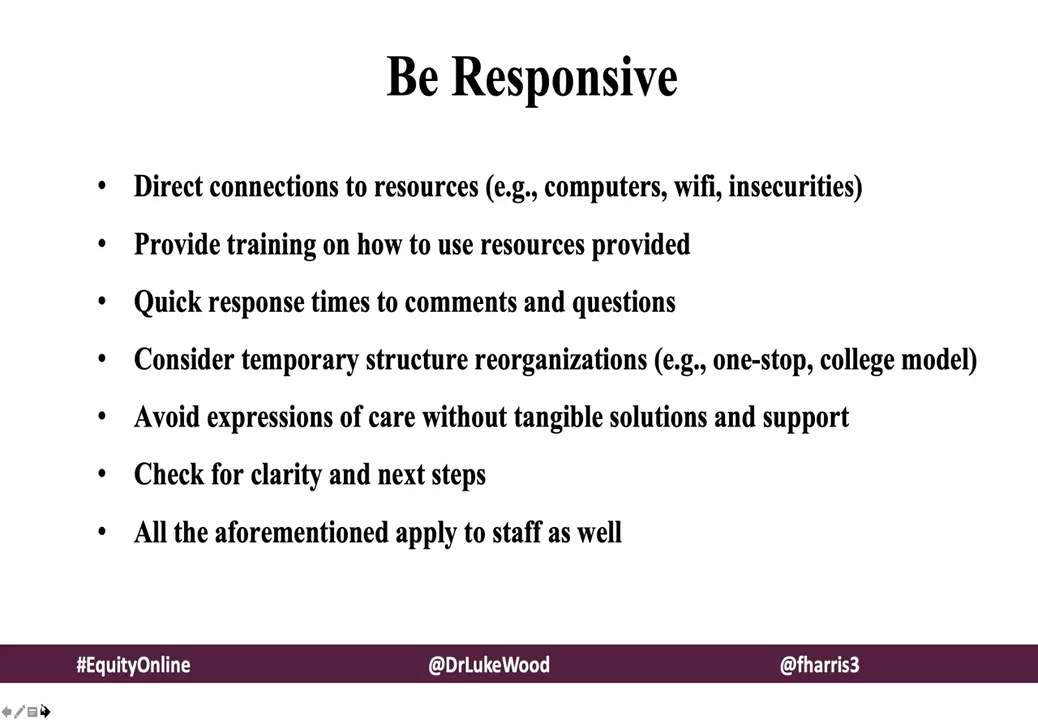 Be Responsive
• Direct connections to resources (e.g., computers, wifi, insecurities)
• Provide training on how to use resources provided
• Quick response times to comments and questions
• Consider temporary structure reorganizations (e.g., one-stop, college model)
• Avoid expressions of care without tangible solutions and support
• Check for clarity and next steps
• All the aforementioned apply to staff as well
#EquityOnline @DrLukeWood @fharris3